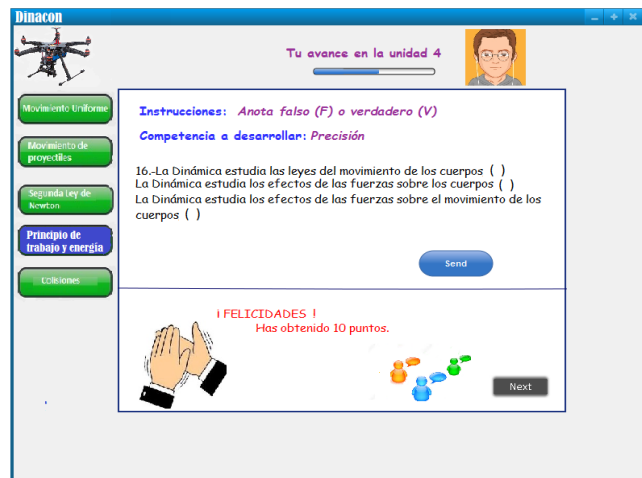 Dinacon
Tu avance en la unidad 4
Movimiento Uniforme
Movimiento de
proyectiles
Segunda Ley de
Newton
Principio de
trabajo y energía
Colisiones
Instrucciones: Anota falso (F) o verdadero (V)
Competencia a desarrollar: Precisión
16.-La Dinámica estudia las leyes del movimiento de los cuerpos ( )
La Dinámica estudia los efectos de las fuerzas sobre los cuerpos ( )
La Dinámica estudia los efectos de las fuerzas sobre el movimiento de los
cuerpos ( )
Send
¡ FELICIDADES !
Has obtenido 10 puntos.
Next